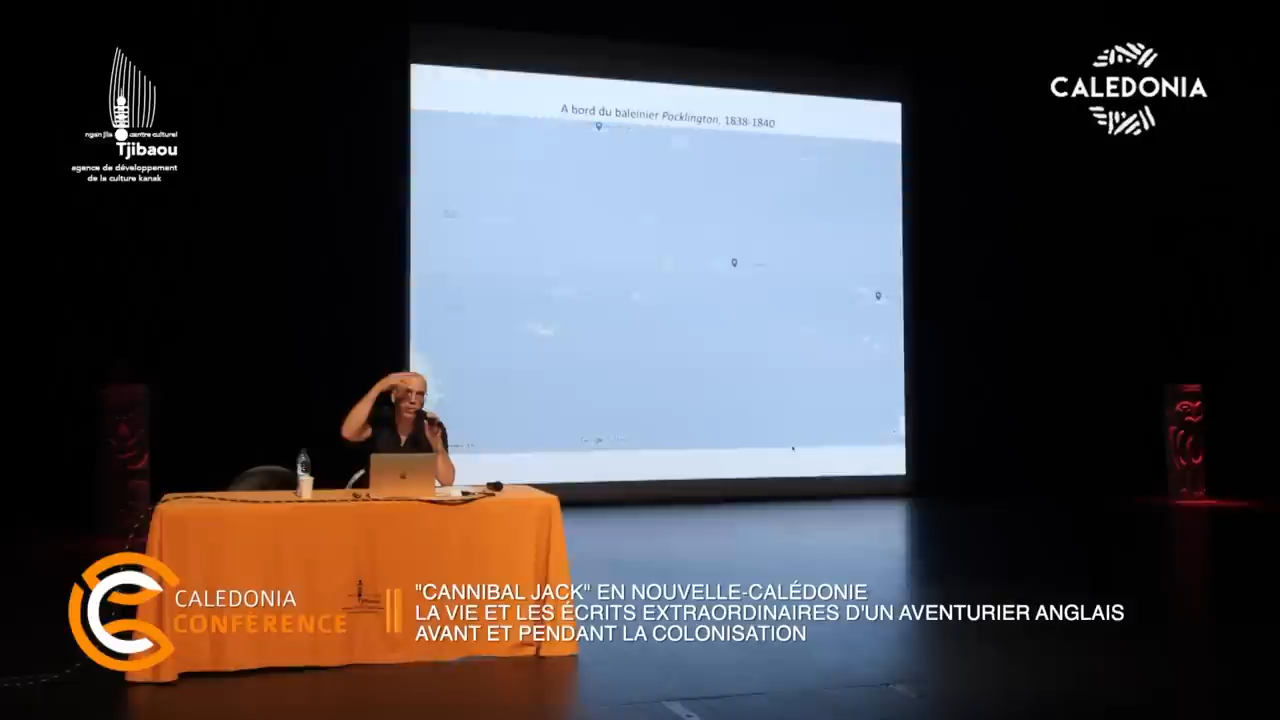 ngan jila centre culturel
Tjibaou
agence de développement
de la culture kanak
CALEDONIA
A bord du baleinier Pocklington, 1838-1840
CALEDONIA
CONFÉRENCE
"CANNIBAL JACK" EN NOUVELLE-CALÉDONIE
LA VIE ET LES ÉCRITS EXTRAORDINAIRES D'UN AVENTURIER ANGLAIS
AVANT ET PENDANT LA COLONISATION